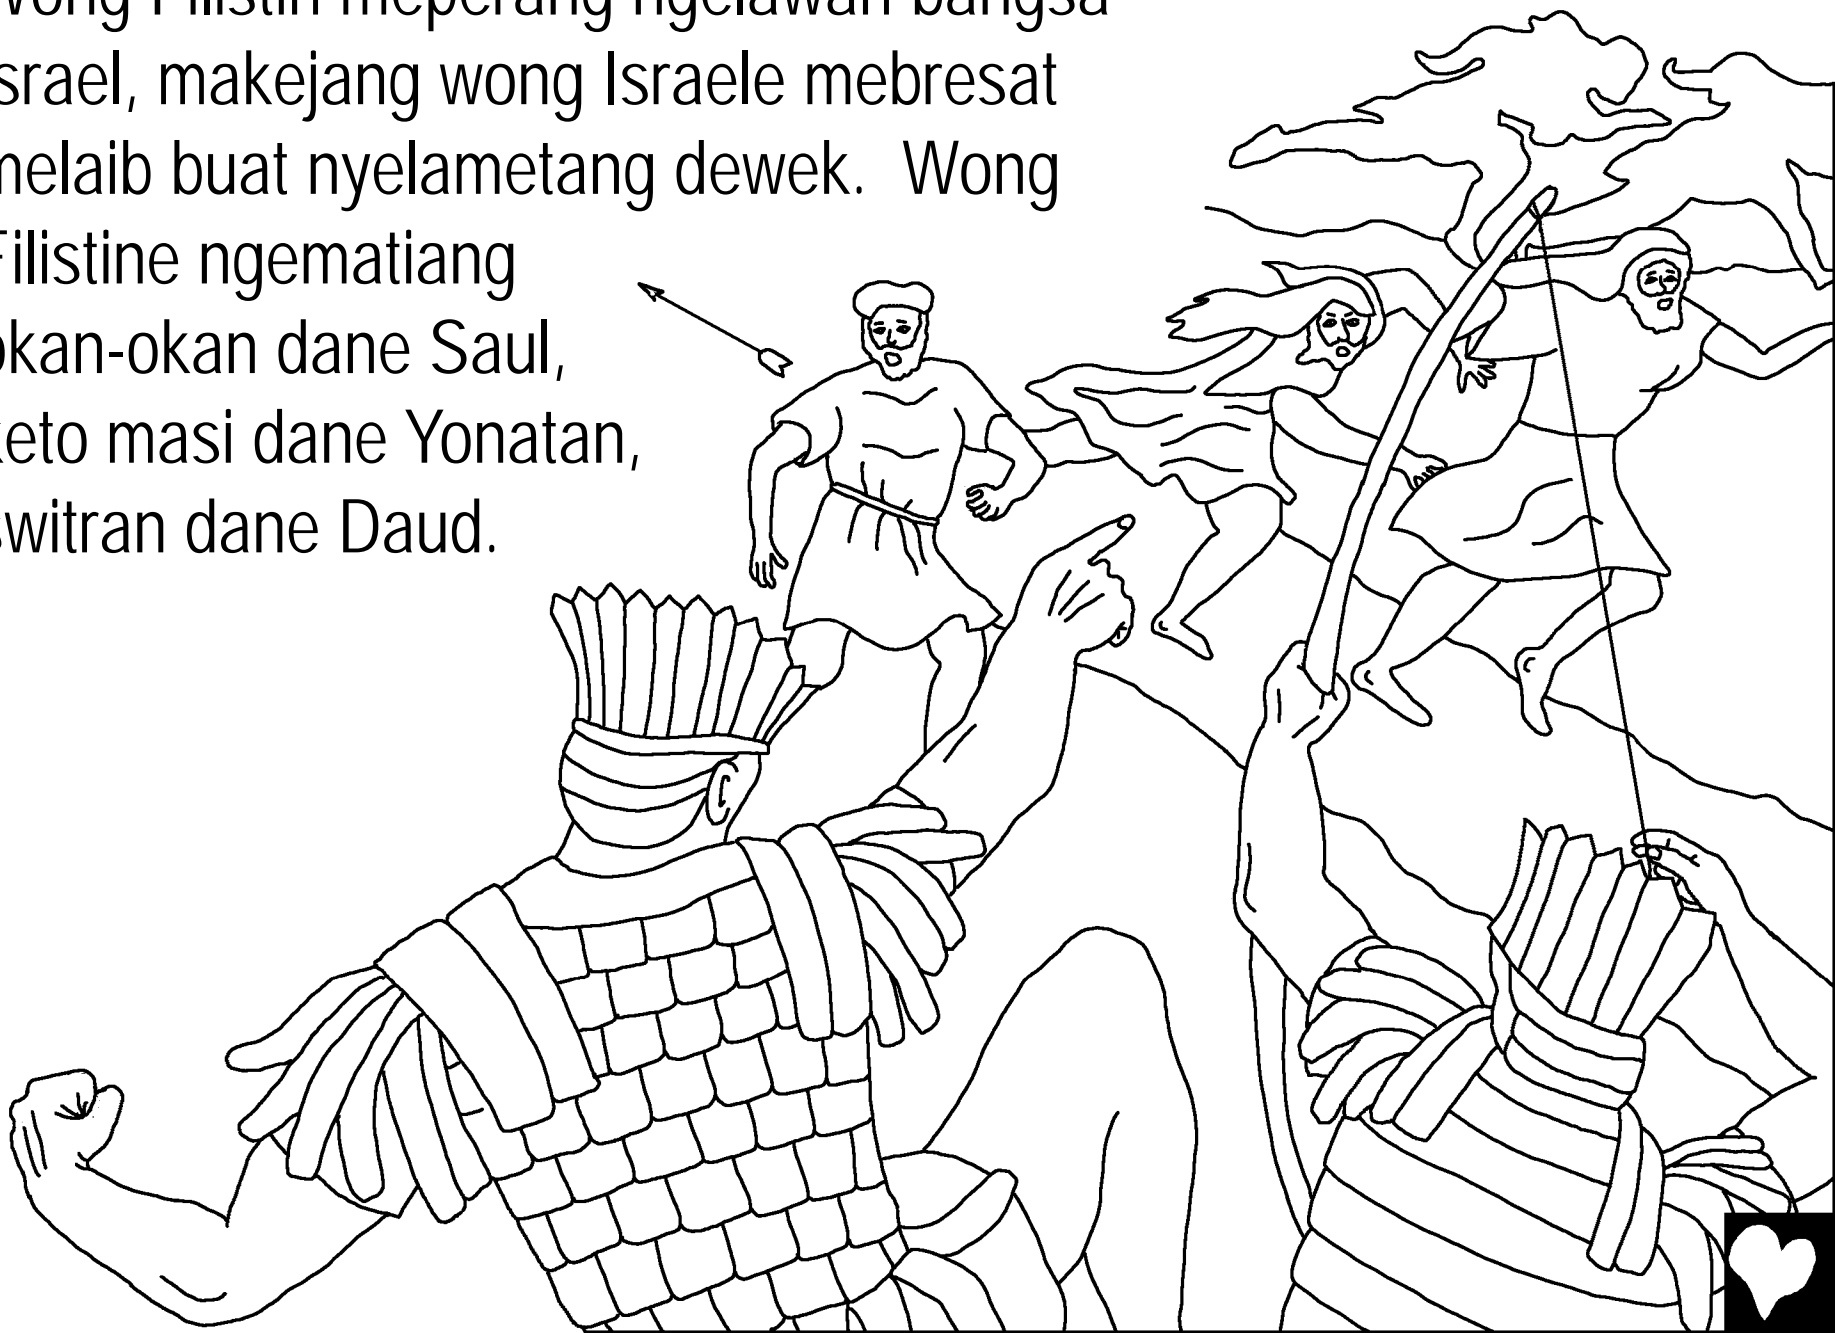 Wong Filistin meperang ngelawan bangsa
Israel, makejang wong Israele mebresat
melaib buat nyelametang dewek. Wong
Filistine ngematiang
okan-okan dane Saul,
keto masi dane Yonatan,
switran dane Daud.